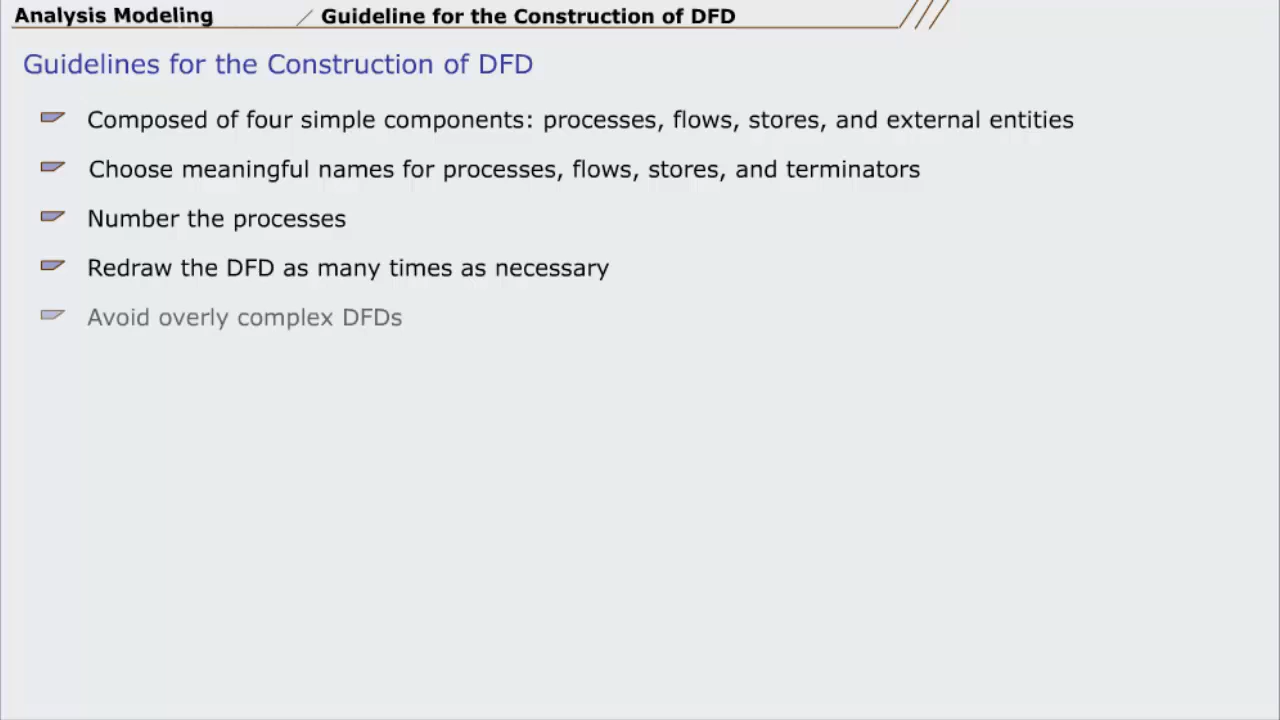 Analysis Modeling / Guideline for the Construction of DFD
Guidelines for the Construction of DFD
Composed of four simple components: processes, flows, stores, and external entities
Choose meaningful names for processes, flows, stores, and terminators
Number the processes
Redraw the DFD as many times as necessary
Avoid overly complex DFDs